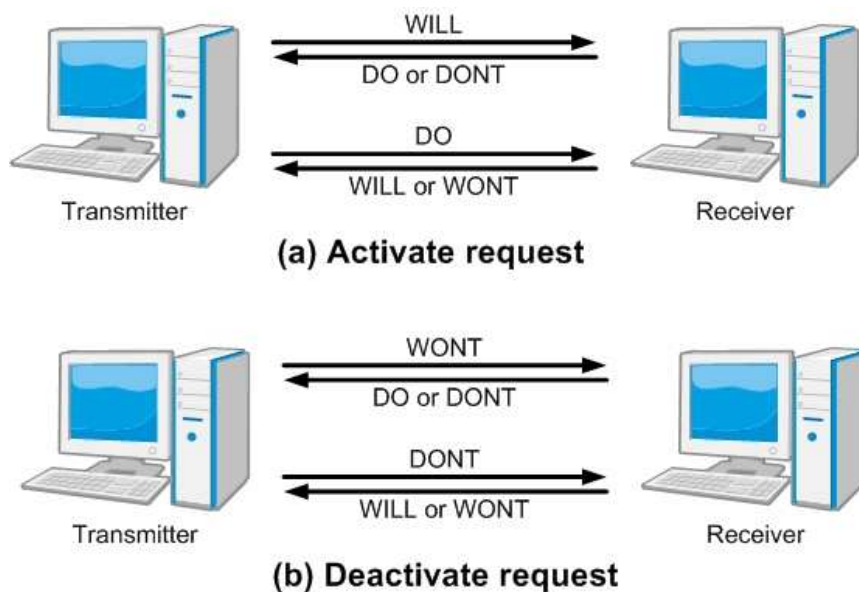 WILL
DO or DONT
DO
WILL or WONT
Transmitter
Receiver
(a) Activate request
WONT
DO or DONT
DONT
WILL or WONT
Transmitter
Receiver
(b) Deactivate request